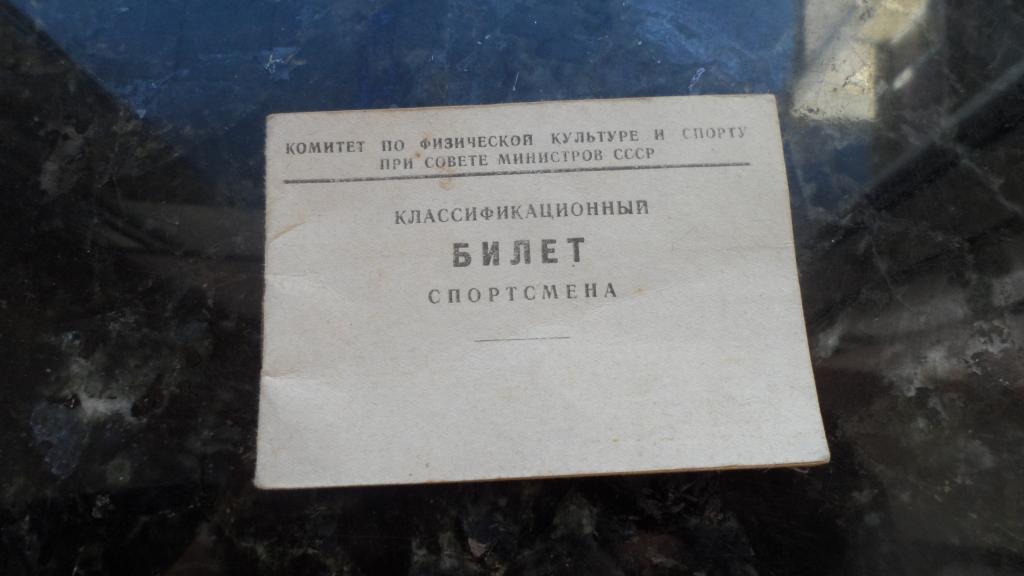 КОМИТЕТ ПО ФИЗИЧЕСКОЙ КУЛЬТУРЕ И СПОРТУ
ПРИ СОВЕТЕ МИНИСТРОВ СССР
КЛАССИФИКАЦИОННЫЙ
БИЛЕТ
СПОРТСМЕНА